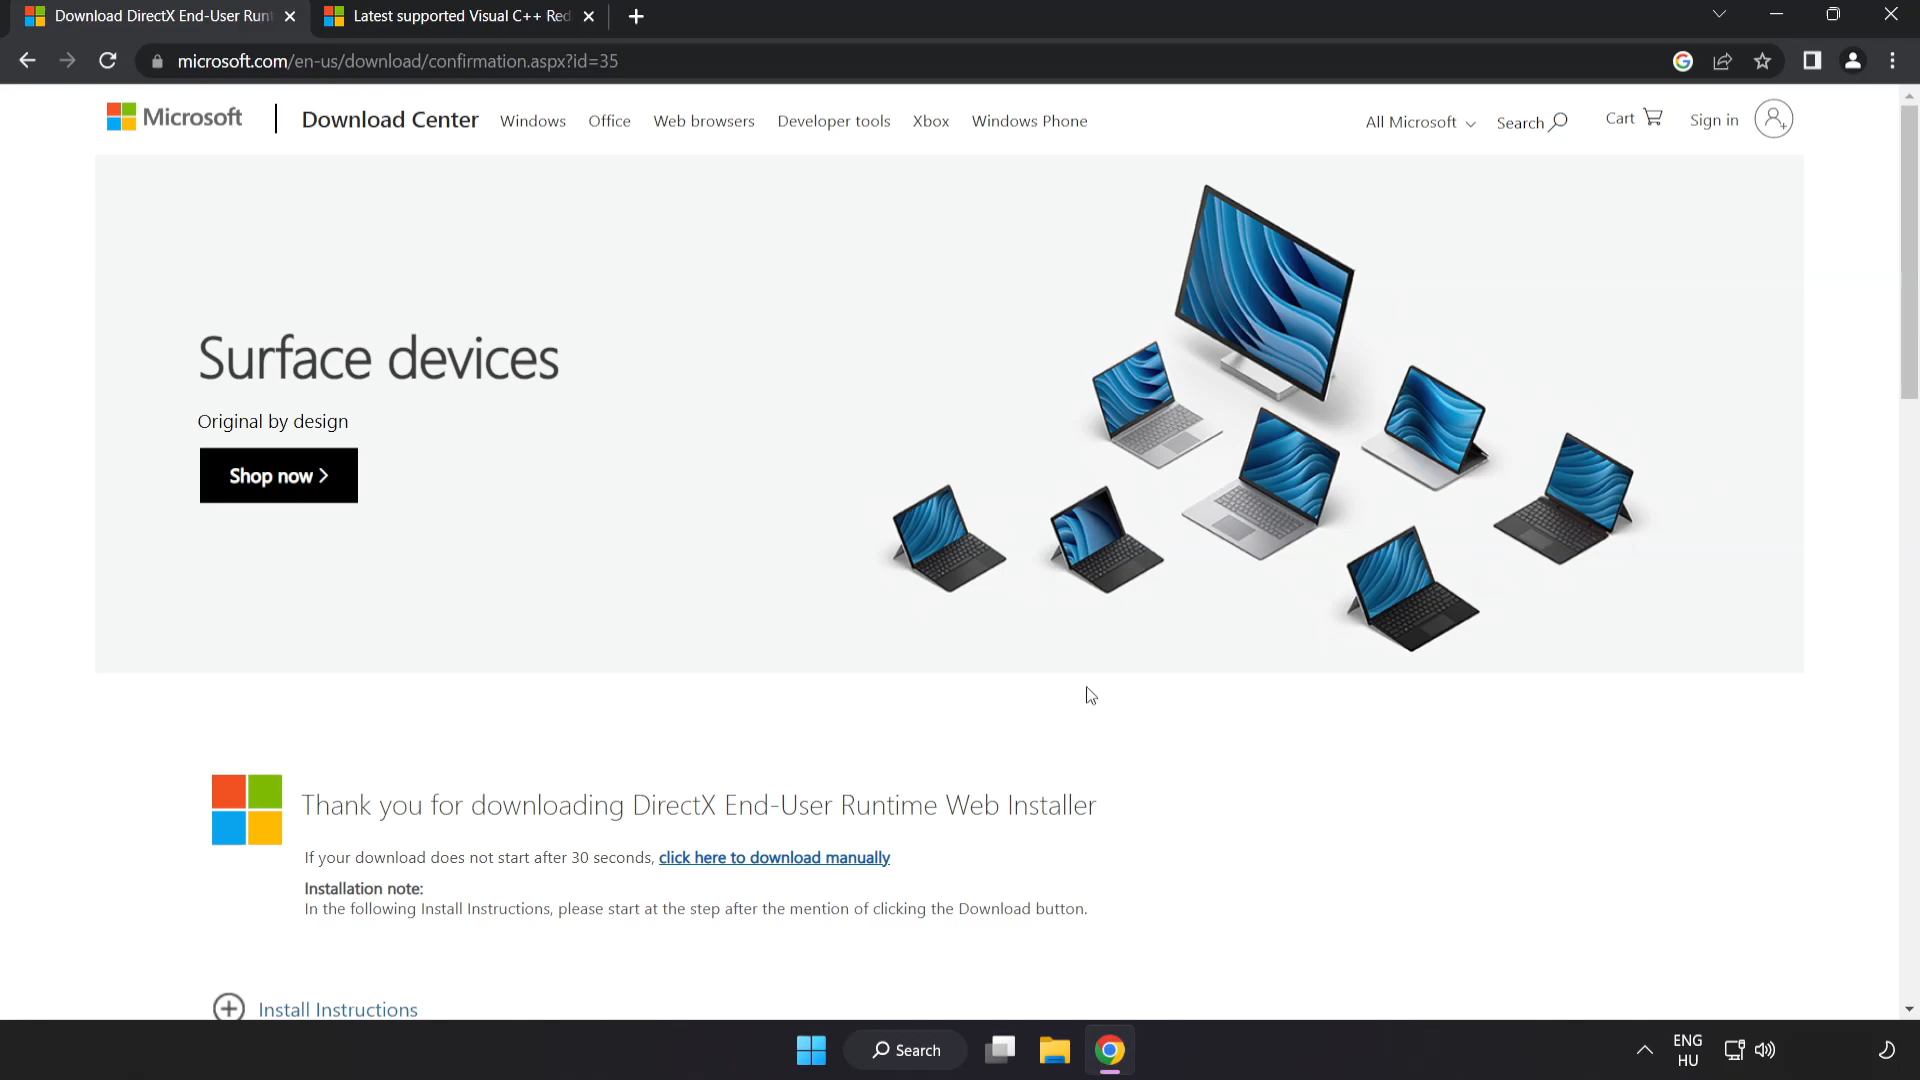 Download DirectX End-User Runt
Latest supported Visual C++ Red
microsoft.com/en-us/download/confirmation.aspx?id=35
Microsoft
Download Center
Windows
Office
Web browsers
Developer tools
Xbox
Windows Phone
All Microsoft
Search
Cart
Sign in
Surface devices
Original by design
Shop now
Thank you for downloading DirectX End-User Runtime Web Installer
If your download does not start after 30 seconds, click here to download manually
Installation note:
In the following Install Instructions, please start at the step after the mention of clicking the Download button.
Install Instructions
Search
ENG
HU